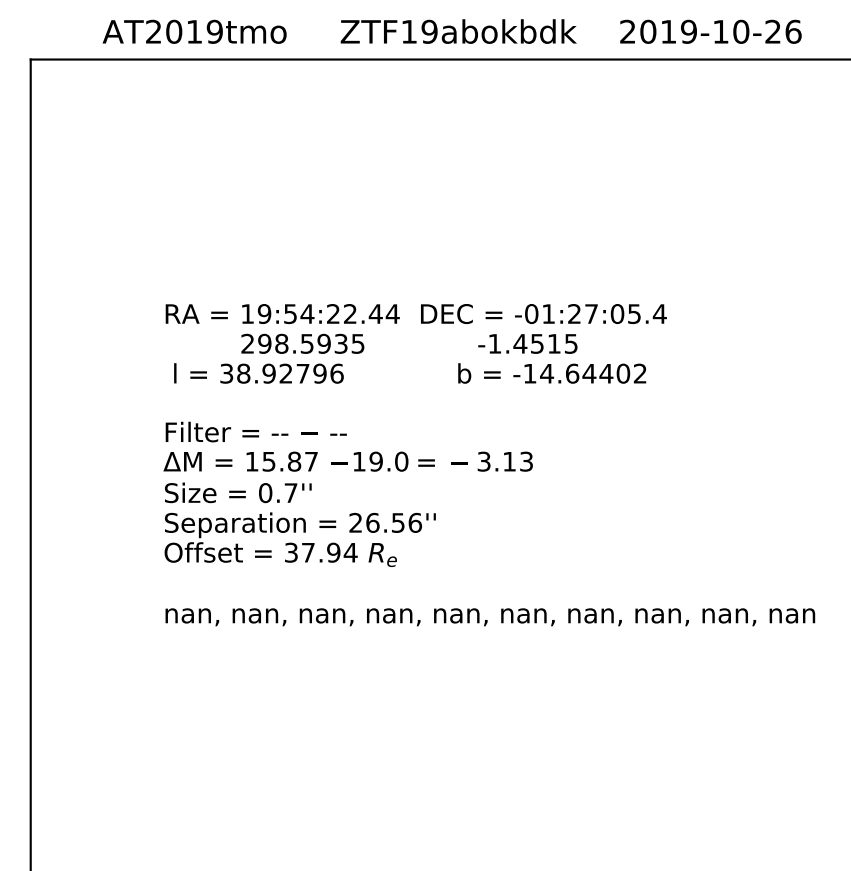 AT2019tmo ZTF19abokbdk 2019-10-26
RA = 19:54:22.44 DEC = -01:27:05.4
298.5935 -1.4515
l = 38.92796 b = -14.64402
Filter = -- − --
ΔM = 15.87 −19.0 = − 3.13
Size = 0.7''
Separation = 26.56''
Offset = 37.94 Rₑ
nan, nan, nan, nan, nan, nan, nan, nan, nan, nan